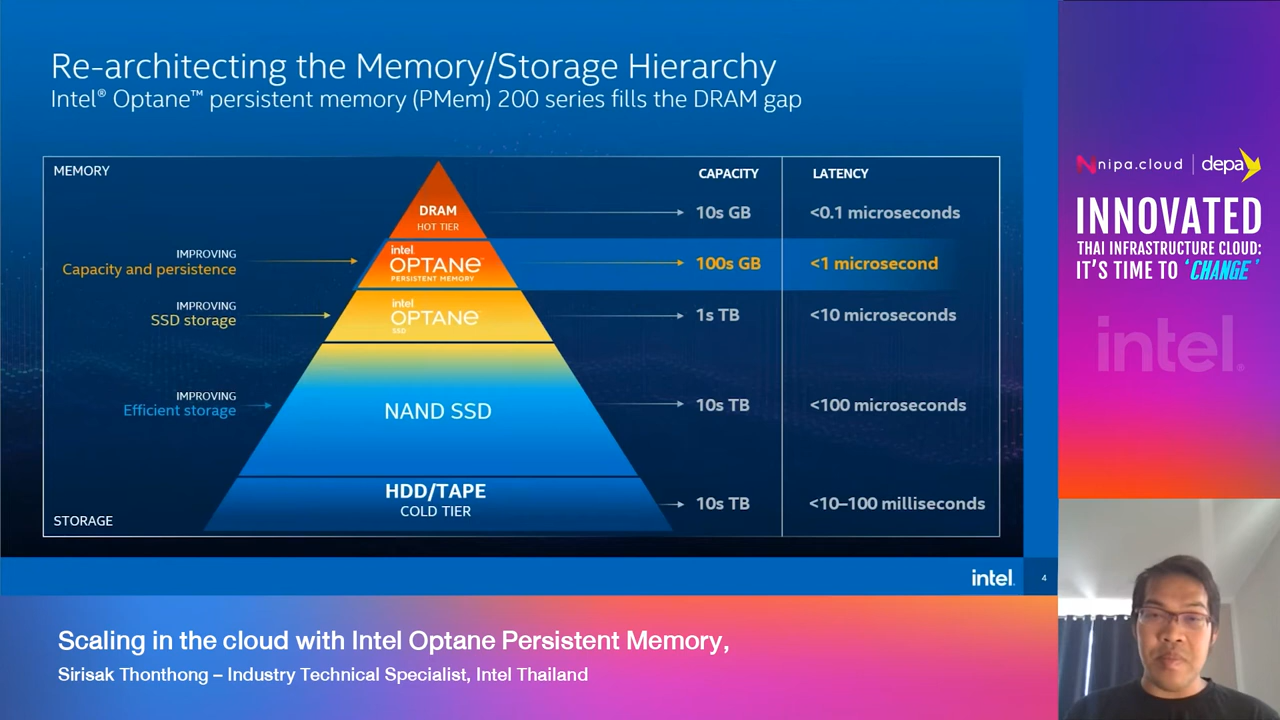 Re-architecting the Memory/Storage Hierarchy
Intel® Optane™ persistent memory (PMem) 200 series fills the DRAM gap
MEMORY
CAPACITY
LATENCY
DRAM
HOT TIER
10s GB
<0.1 microseconds
IMPROVING
Capacity and persistence
intel.
OPTANE™
PERSISTENT MEMORY
100s GB
<1 microsecond
IMPROVING
SSD storage
intel
OPTANE™
SSD
1s TB
<10 microseconds
IMPROVING
Efficient storage
NAND SSD
10s TB
<100 microseconds
HDD/TAPE
COLD TIER
10s TB
<10–100 milliseconds
STORAGE
intel.
4
nipa.cloud | depa
INNOVATED
THAI INFRASTRUCTURE CLOUD:
IT'S TIME TO 'CHANGE'
intel.
Scaling in the cloud with Intel Optane Persistent Memory,
Sirisak Thonthong – Industry Technical Specialist, Intel Thailand